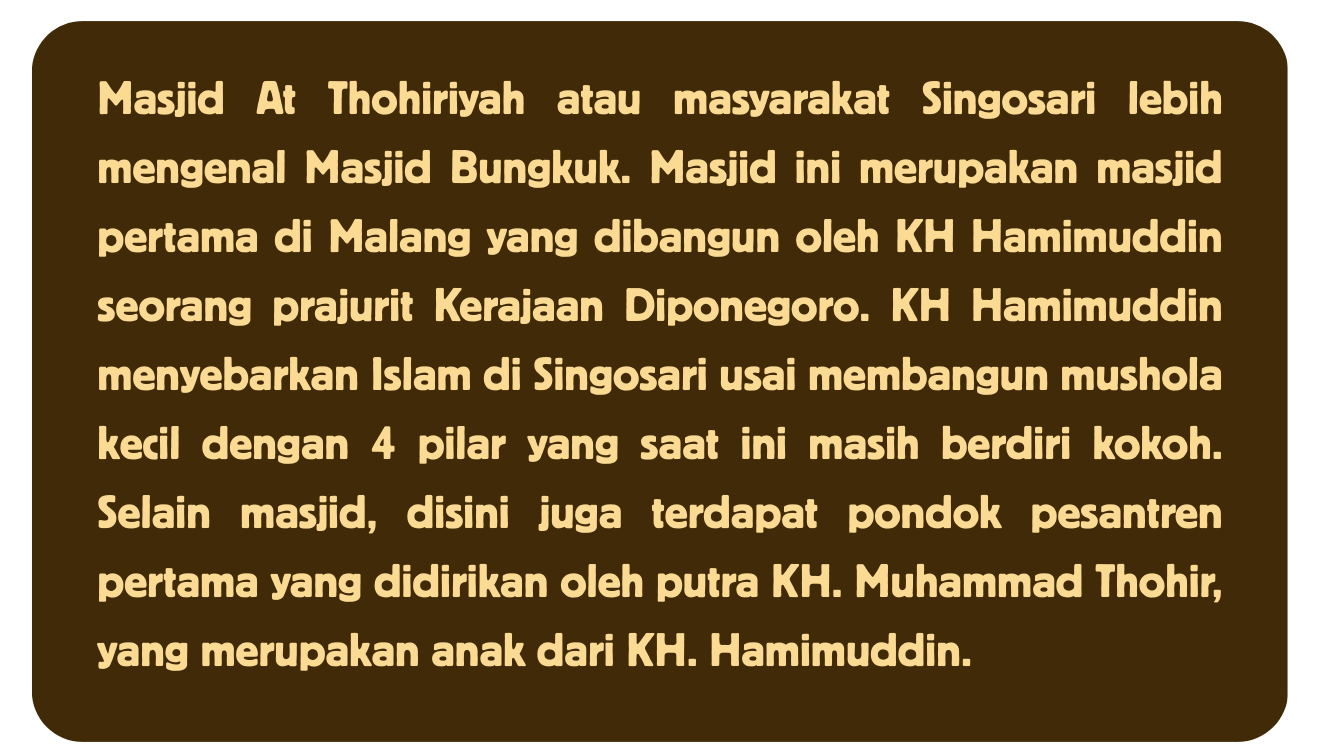 Masjid At Thohiriyah atau masyarakat Singosari lebih
mengenal Masjid Bungkuk. Masjid ini merupakan masjid
pertama di Malang yang dibangun oleh KH Hamimuddin
seorang prajurit Kerajaan Diponegoro. KH Hamimuddin
menyebarkan Islam di Singosari usai membangun mushola
kecil dengan 4 pilar yang saat ini masih berdiri kokoh.
Selain masjid, disini juga terdapat pondok pesantren
pertama yang didirikan oleh putra KH. Muhammad Thohir,
yang merupakan anak dari KH. Hamimuddin.